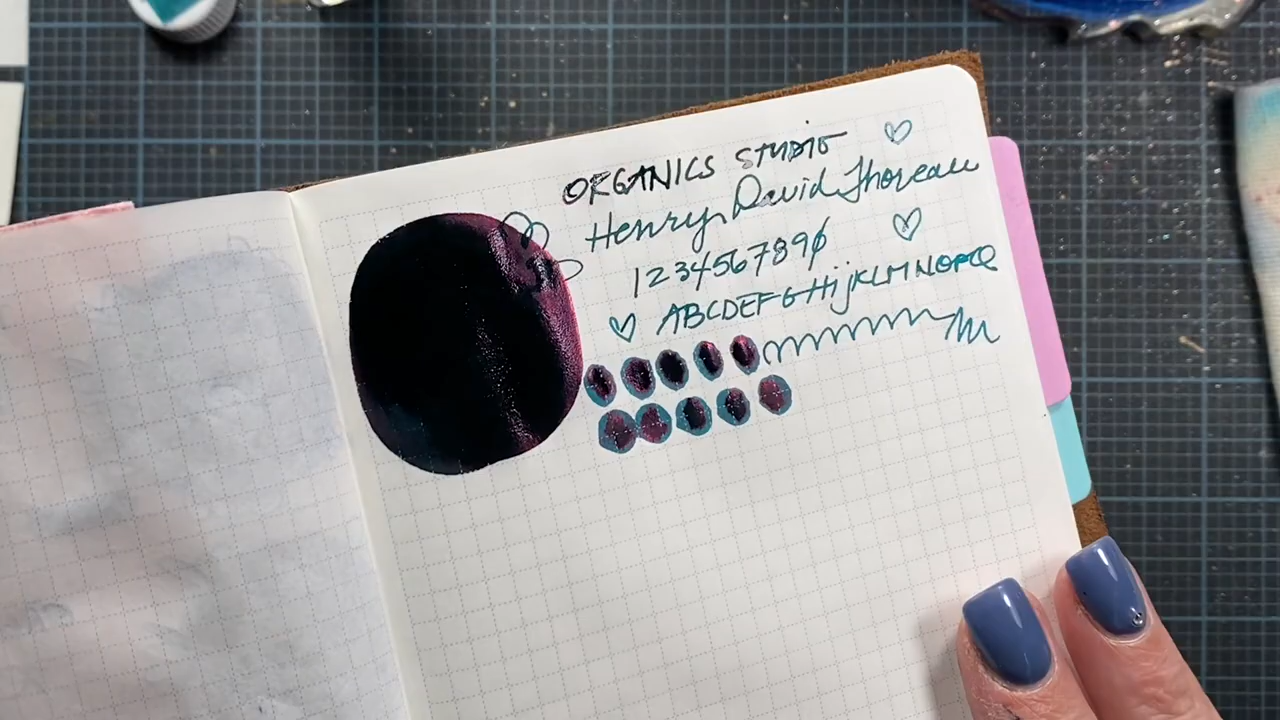 ORGANICS STUDIO
Henry David Thoreau
1234567890
ABCDEFGHijKLMNOPQ